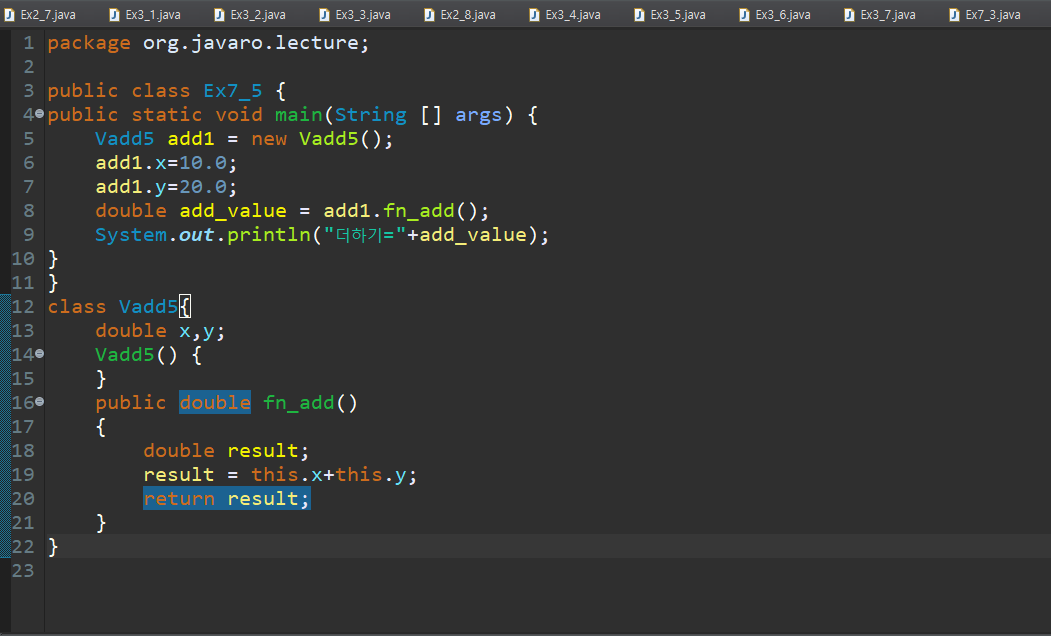 Ex2_7.java Ex3_1.java Ex3_2.java Ex3_3.java Ex2_8.java Ex3_4.java Ex3_5.java Ex3_6.java Ex3_7.java Ex7_3.java
1 package org.javaro.lecture;
2
3 public class Ex7_5 {
4 public static void main(String [] args) {
5 Vadd5 add1 = new Vadd5();
6 add1.x=10.0;
7 add1.y=20.0;
8 double add_value = add1.fn_add();
9 System.out.println("더하기="+add_value);
10 }
11 }
12 class Vadd5{
13 double x,y;
14 Vadd5() {
15 }
16 public double fn_add()
17 {
18 double result;
19 result = this.x+this.y;
20 return result;
21 }
22 }
23